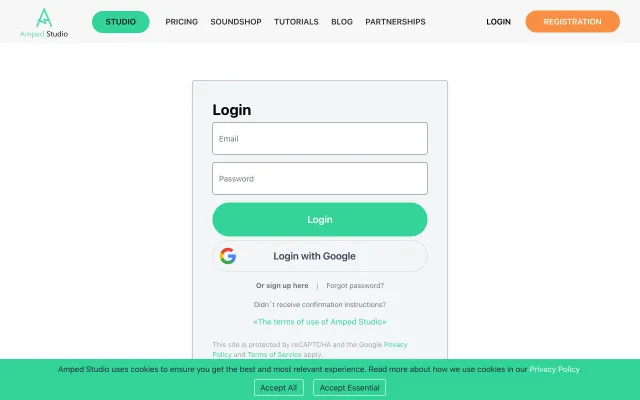 Amped Studio
STUDIO
PRICING
SOUNDSHOP
TUTORIALS
BLOG
PARTNERSHIPS
LOGIN
REGISTRATION
Login
Email
Password
Login
Login with Google
Or sign up here | Forgot password?
Didn`t receive confirmation instructions?
«The terms of use of Amped Studio»
This site is protected by reCAPTCHA and the Google Privacy
Policy and Terms of Service apply.
Amped Studio uses cookies to ensure you get the best and most relevant experience. Read more about how we use cookies in our Privacy Policy.
Accept All
Accept Essential